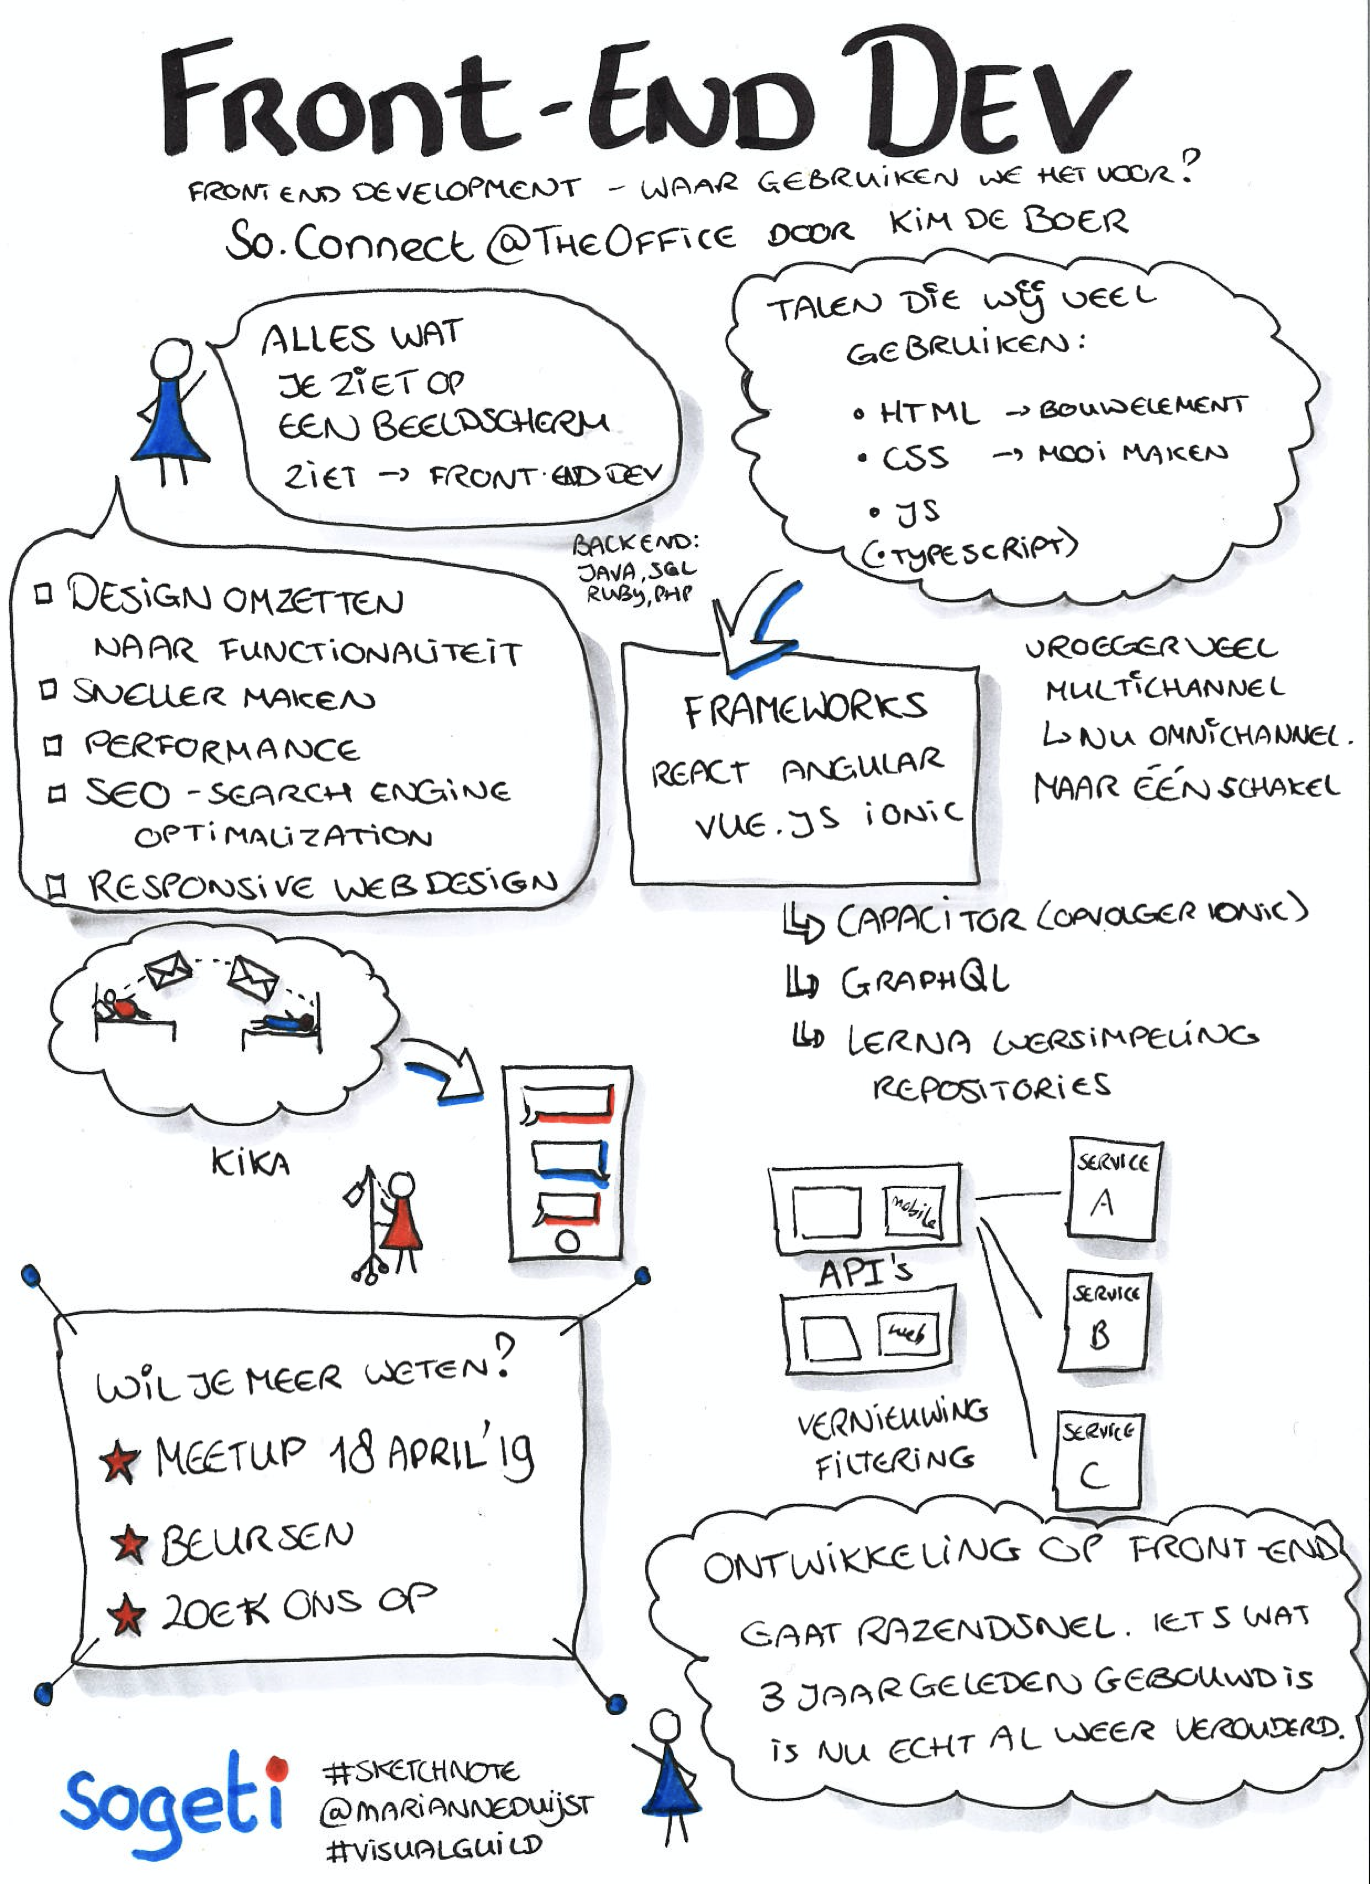 FRONT-END DEV
FRONT END DEVELOPMENT - WAAR GEBRUIKEN WE HET VOOR?
So.Connect @THEOFFICE DOOR KIM DE BOER
ALLES WAT
JE ZIET OP
EEN BEELDSCHERM
ZIET → FRONT-END DEV
TALEN DIE WIJ VEEL
GEBRUIKEN:
• HTML → BOUWELEMENT
• CSS → MOOI MAKEN
• JS
(• TYPESCRIPT)
BACKEND:
JAVA, SQL
RUBY, PHP
□ DESIGN OMZETTEN
NAAR FUNCTIONALITEIT
□ SNELLER MAKEN
□ PERFORMANCE
□ SEO - SEARCH ENGINE
OPTIMALIZATION
□ RESPONSIVE WEB DESIGN
FRAMEWORKS
REACT ANGULAR
VUE.JS IONIC
VROEGER VEEL
MULTICHANNEL
↳ NU OMNICHANNEL.
NAAR ÉÉN SCHAKEL
↳ CAPACITOR (OPVOLGER IONIC)
↳ GRAPHQL
↳ LERNA VERSIMPELING
REPOSITORIES
KIKA
mobile
API's
web
VERNIEUWING
FILTERING
SERVICE
A
SERVICE
B
SERVICE
C
WIL JE MEER WETEN?
★ MEETUP 18 APRIL '19
★ BEURSEN
★ ZOEK ONS OP
ONTWIKKELING OP FRONT-END
GAAT RAZENDSNEL. IETS WAT
3 JAAR GELEDEN GEBOUWD IS
IS NU ECHT AL WEER VEROUDERD.
sogeti
#SKETCHNOTE
@MARIANNEDUIJST
#VISUALGUILD